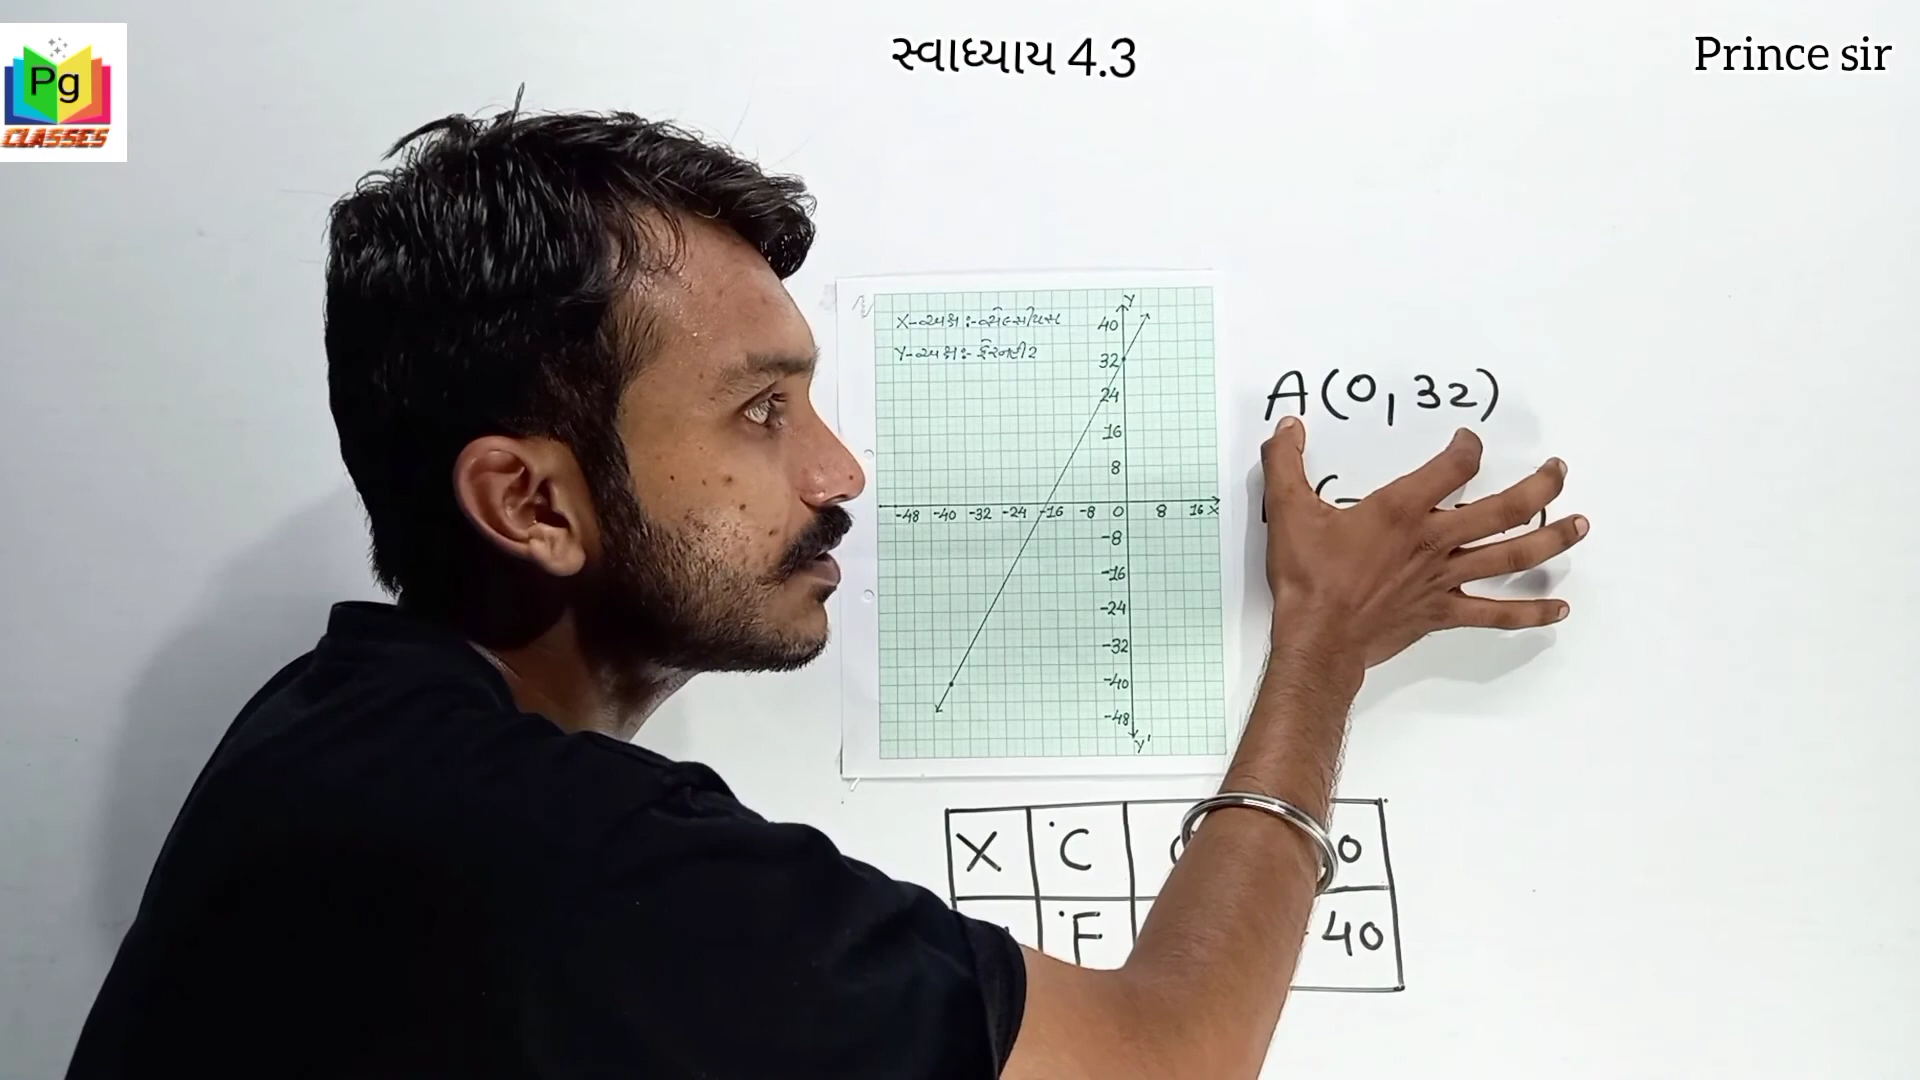 સ્વાધ્યાય 4.3
Prince sir
Pg
CLASSES
X-અક્ષ :- સેલ્સીયસ
Y-અક્ષ :- ફેરનહીટ
Y
40
32
24
16
8
-48 -40 -32 -24 -16 -8 0 8 16 X
-8
-16
-24
-32
-40
-48
Y'
A(0, 32)
X °C 0
°F 40